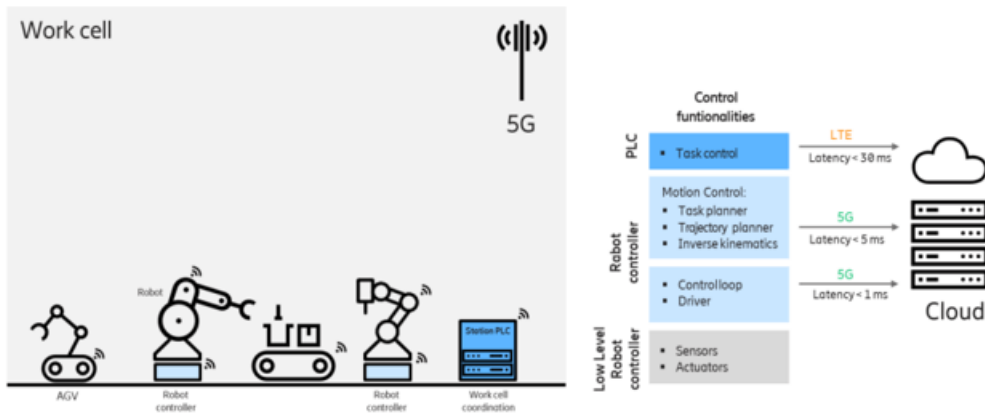 Work cell
5G
Robot
Station PLC
AGV
Robot
controller
Robot
controller
Work cell
coordination
Control
funtionalities
PLC
▪ Task control
LTE
Latency < 30 ms
Robot
controller
Motion Control:
▪ Task planner
▪ Trajectory planner
▪ Inverse kinematics
5G
Latency < 5 ms
▪ Control loop
▪ Driver
5G
Latency < 1 ms
Cloud
Low Level
Robot
controller
▪ Sensors
▪ Actuators